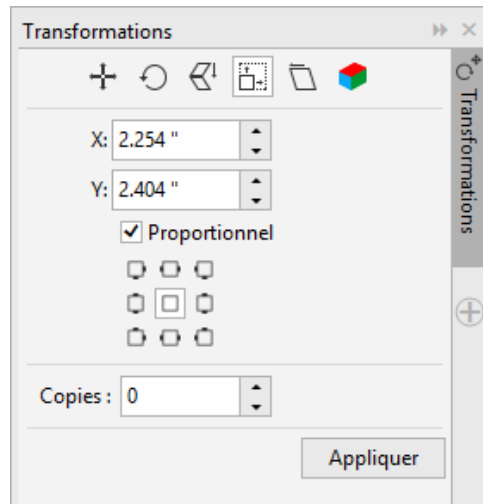 Transformations
X: 2.254 "
Y: 2.404 "
Proportionnel
Copies : 0
Appliquer
Transformations